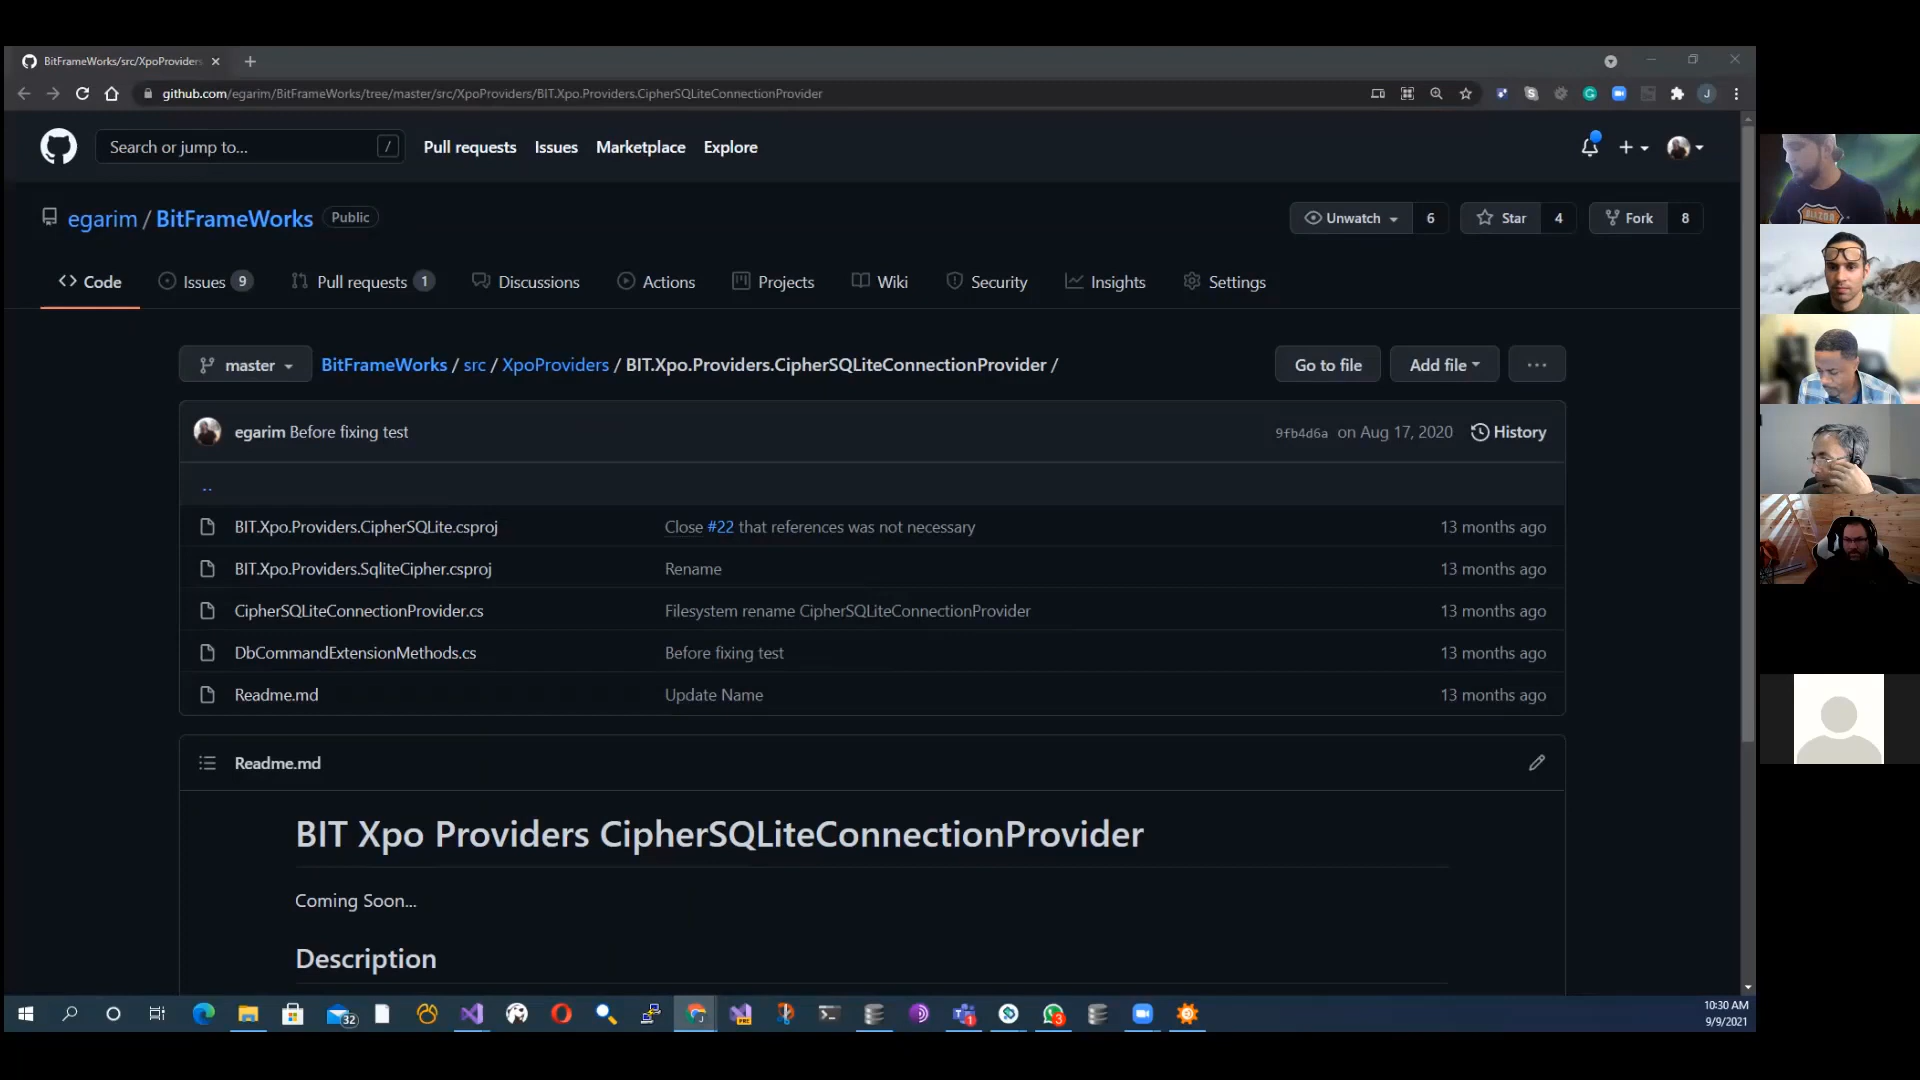 BitFrameWorks/src/XpoProviders
github.com/egarim/BitFrameWorks/tree/master/src/XpoProviders/BIT.Xpo.Providers.CipherSQLiteConnectionProvider
J
Search or jump to...
/
Pull requests
Issues
Marketplace
Explore
egarim / BitFrameWorks
Public
Unwatch
6
Star
4
Fork
8
Code
Issues 9
Pull requests 1
Discussions
Actions
Projects
Wiki
Security
Insights
Settings
master
BitFrameWorks / src / XpoProviders / BIT.Xpo.Providers.CipherSQLiteConnectionProvider /
Go to file
Add file
...
egarim Before fixing test
9fb4d6a on Aug 17, 2020
History
..
BIT.Xpo.Providers.CipherSQLite.csproj
Close #22 that references was not necessary
13 months ago
BIT.Xpo.Providers.SqliteCipher.csproj
Rename
13 months ago
CipherSQLiteConnectionProvider.cs
Filesystem rename CipherSQLiteConnectionProvider
13 months ago
DbCommandExtensionMethods.cs
Before fixing test
13 months ago
Readme.md
Update Name
13 months ago
Readme.md
BIT Xpo Providers CipherSQLiteConnectionProvider
Coming Soon...
Description
32
1
3
10:30 AM
9/9/2021